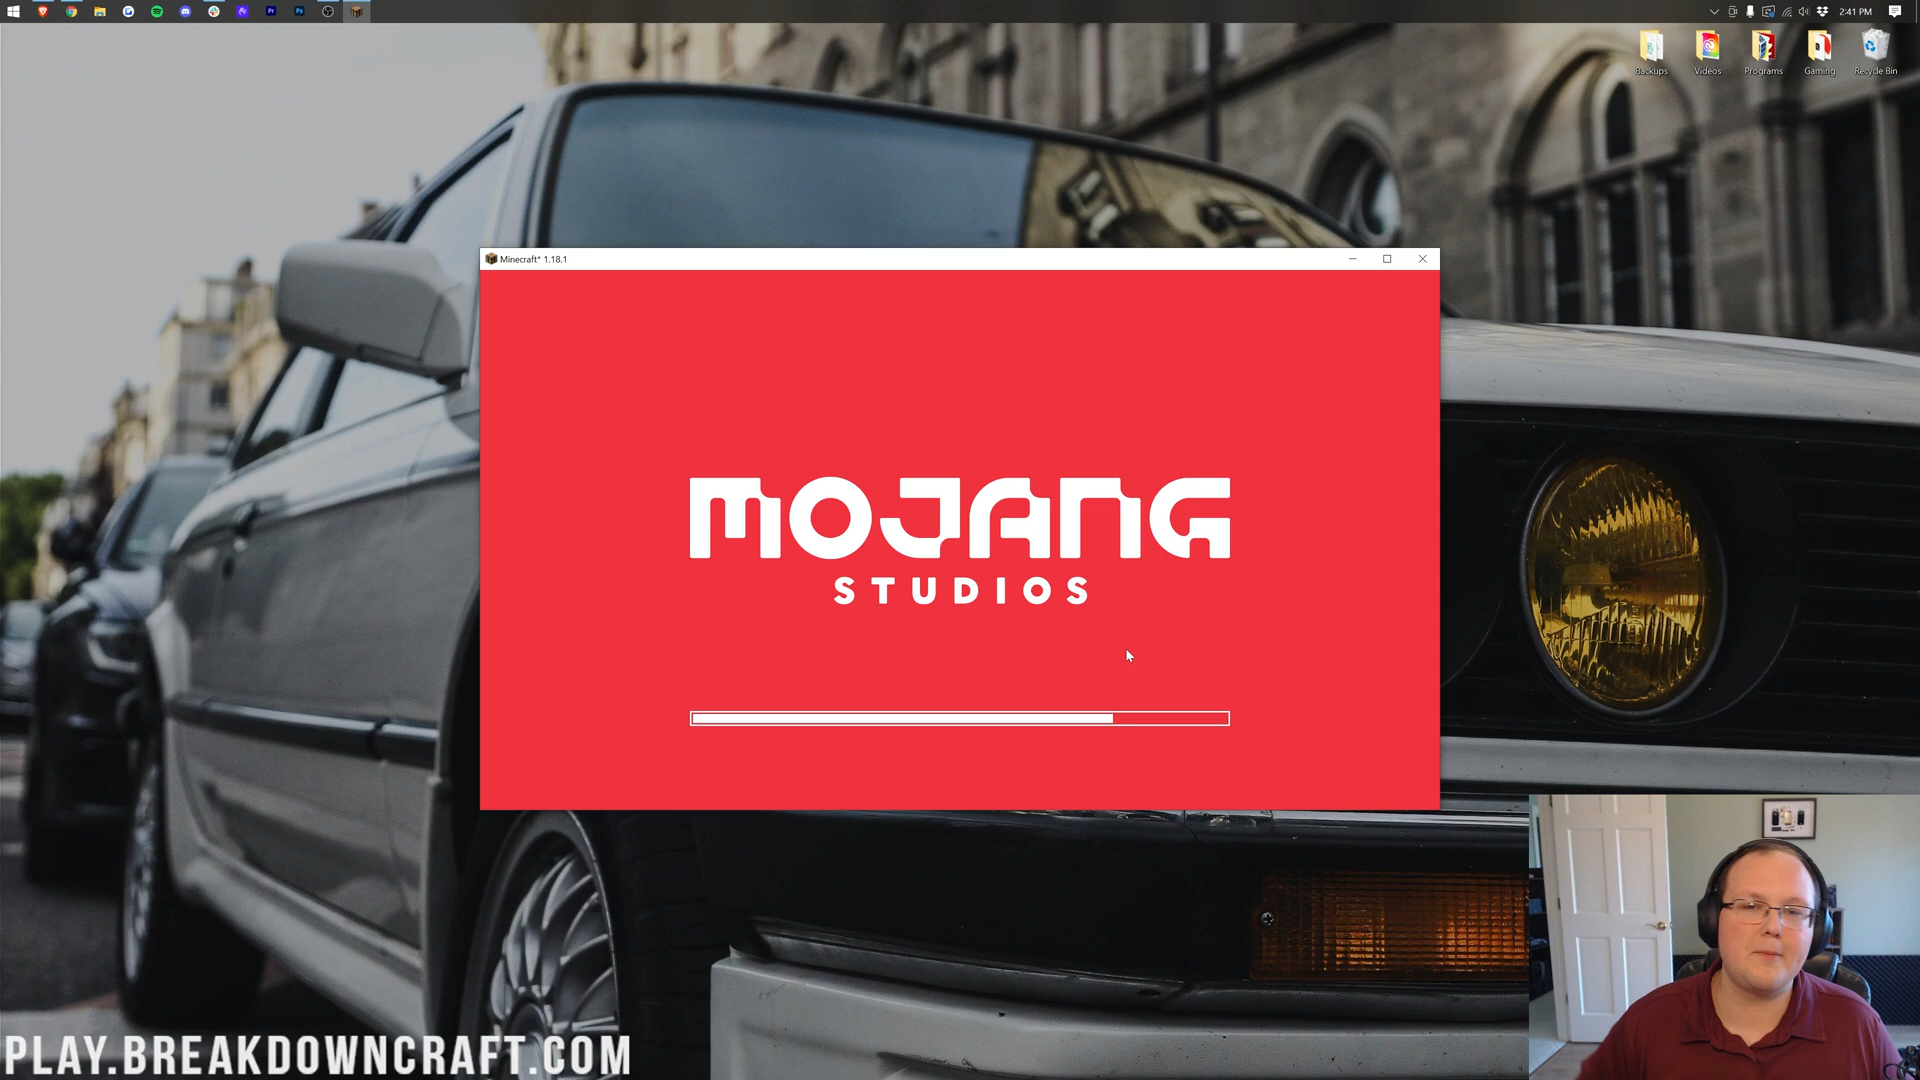 2:41 PM
Backups
Videos
Programs
Gaming
Recycle Bin
Minecraft* 1.18.1
MOJANG
STUDIOS
PLAY.BREAKDOWNCRAFT.COM